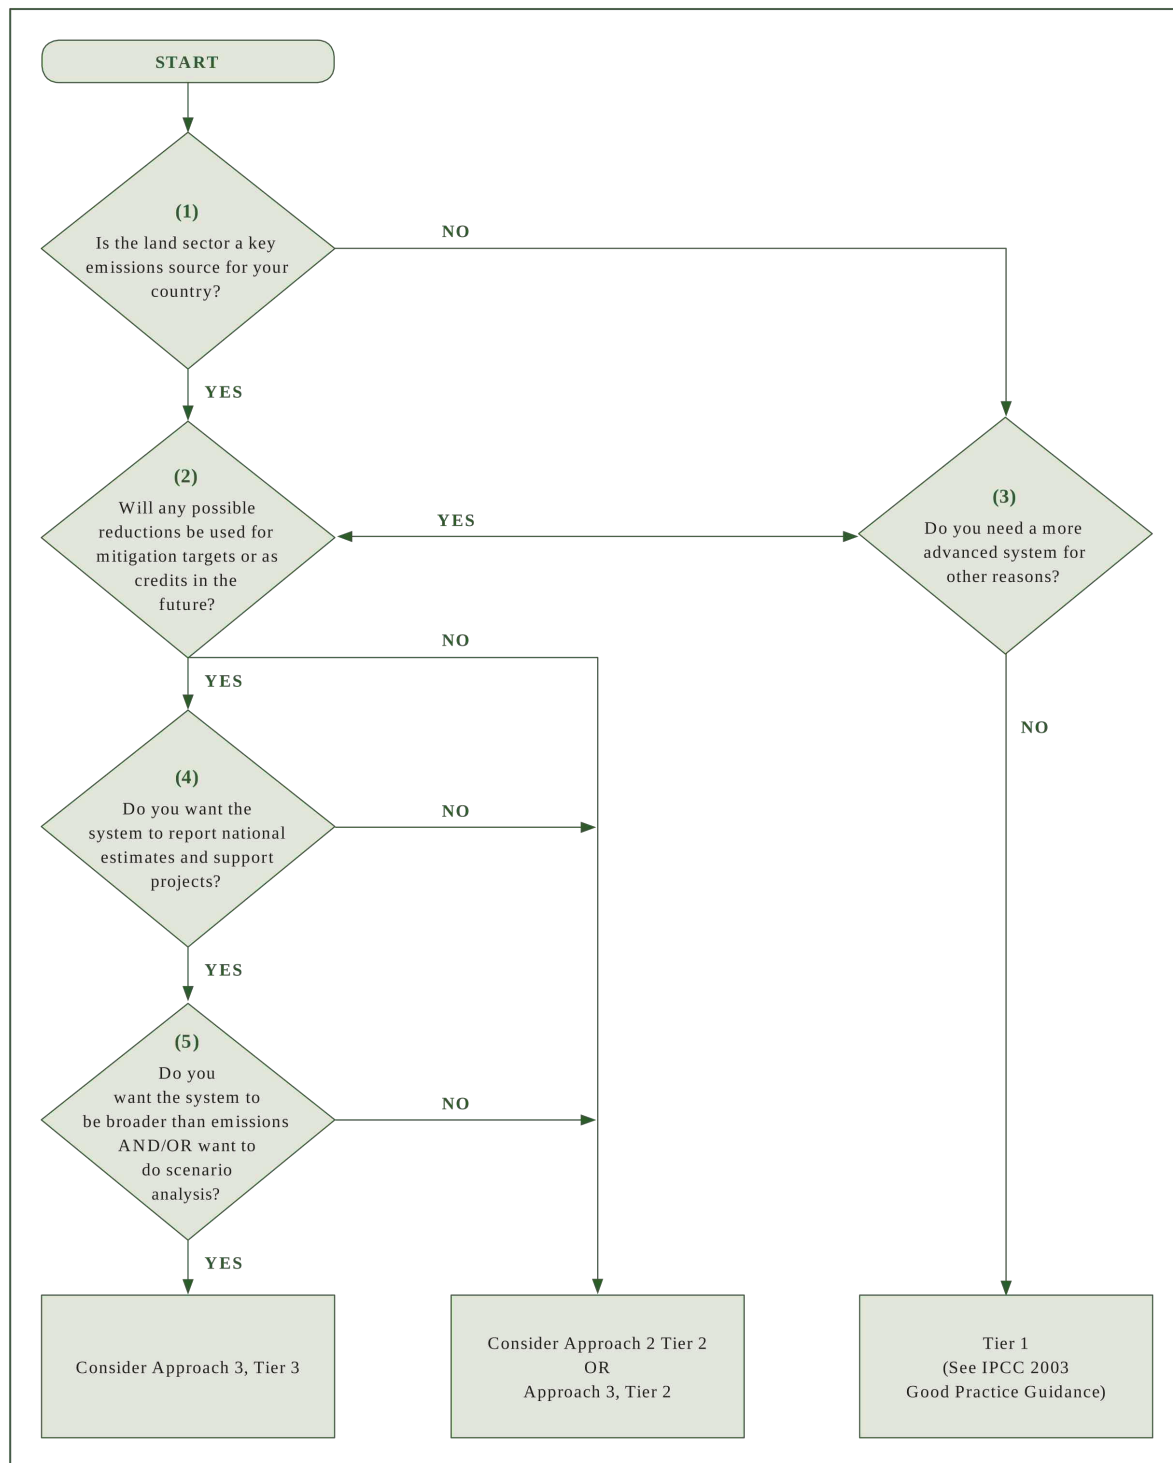 START
(1)
Is the land sector a key
emissions source for your
country?
NO
YES
(2)
Will any possible
reductions be used for
mitigation targets or as
credits in the
future?
YES
(3)
Do you need a more
advanced system for
other reasons?
NO
YES
NO
(4)
Do you want the
system to report national
estimates and support
projects?
NO
YES
(5)
Do you
want the system to
be broader than emissions
AND/OR want to
do scenario
analysis?
NO
YES
Consider Approach 3, Tier 3
Consider Approach 2 Tier 2
OR
Approach 3, Tier 2
Tier 1
(See IPCC 2003
Good Practice Guidance)